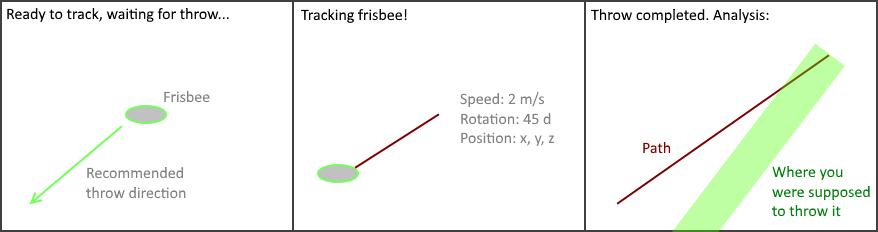 Ready to track, waiting for throw...
Frisbee
Recommended
throw direction
Tracking frisbee!
Speed: 2 m/s
Rotation: 45 d
Position: x, y, z
Throw completed. Analysis:
Path
Where you
were supposed
to throw it